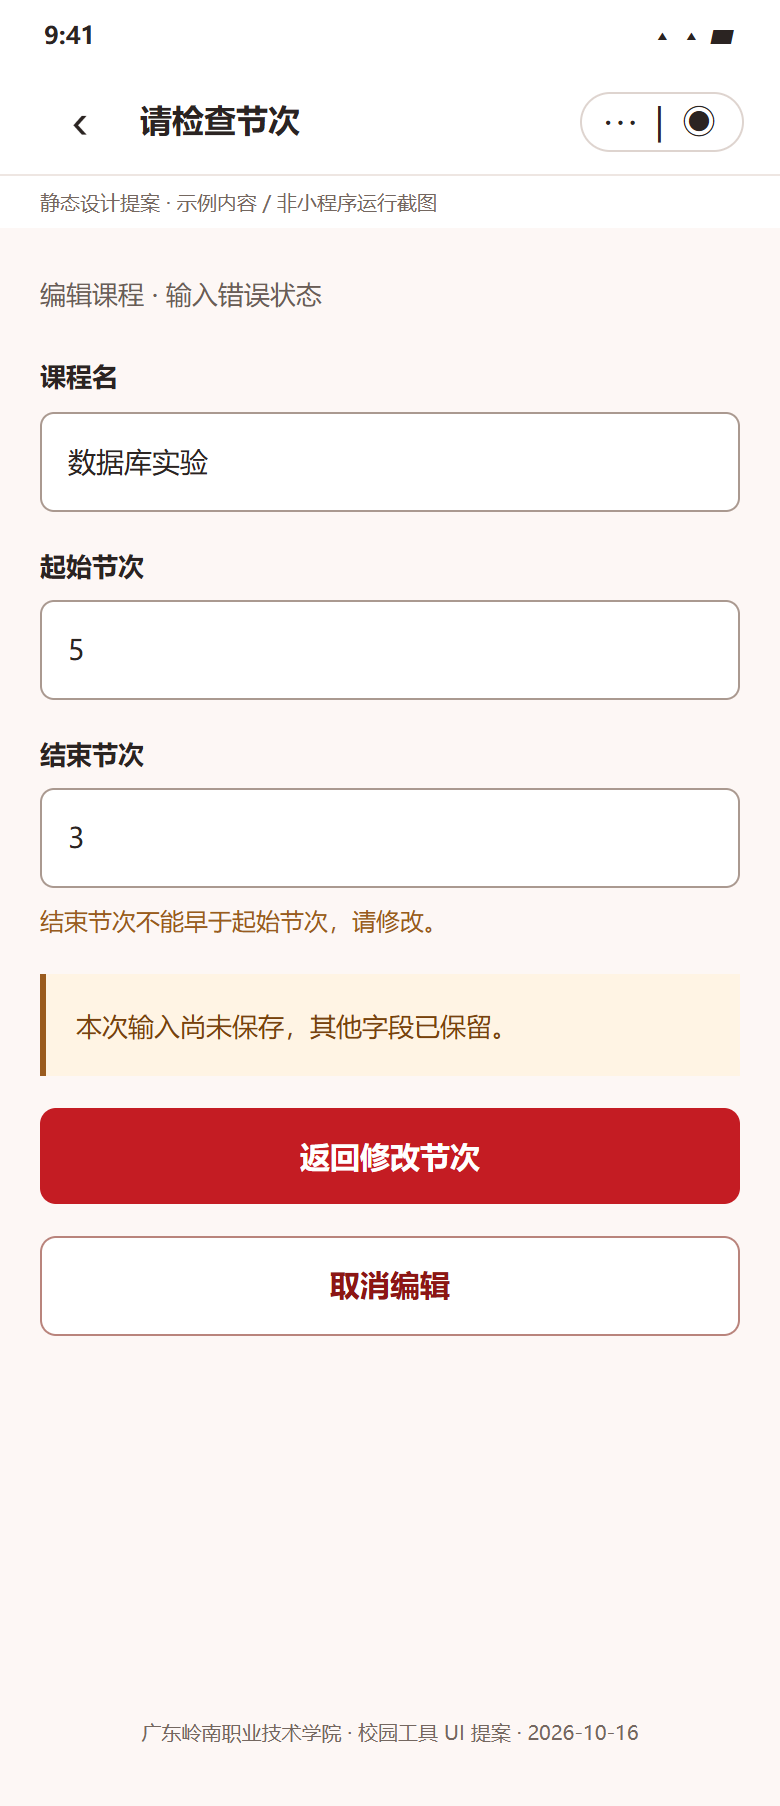 9:41
请检查节次
静态设计提案 · 示例内容 / 非小程序运行截图
编辑课程 · 输入错误状态
课程名
数据库实验
起始节次
5
结束节次
3
结束节次不能早于起始节次，请修改。
本次输入尚未保存，其他字段已保留。
返回修改节次
取消编辑
广东岭南职业技术学院 · 校园工具 UI 提案 · 2026-10-16